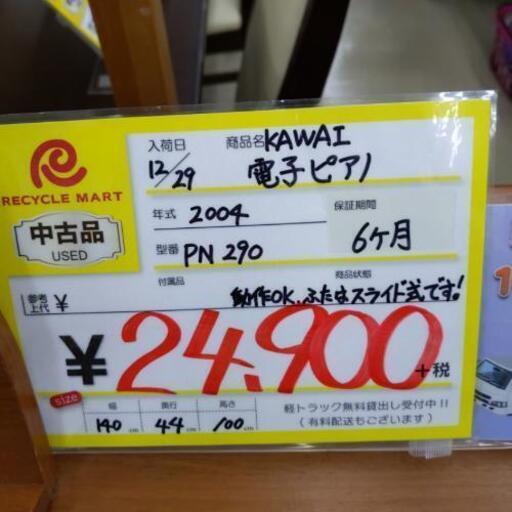 RECYCLE MART
中古品
USED
入荷日
12/29
商品名 KAWAI
電子ピアノ
年式 2004
保証期間
6ヶ月
型番 PN 290
付属品
商品状態
動作OK、ふたはスライド式です!
参考上代 ¥
¥24,900
+税
size
幅 140 cm
奥行 44 cm
高さ 100 cm
軽トラック無料貸出し受付中!!
(有料配送もございます)
1